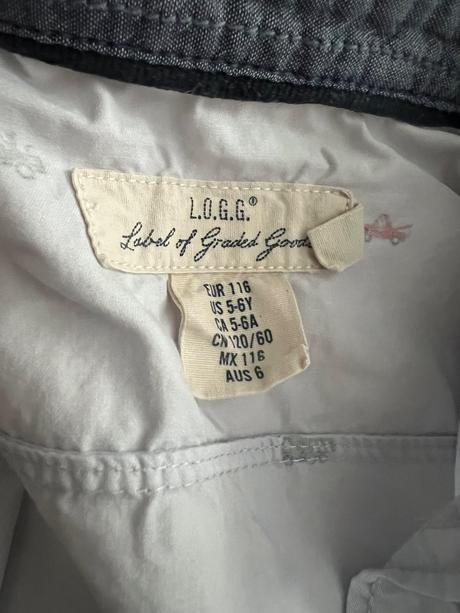 L.O.G.G.®
Label of Graded Goods
EUR 116
US 5-6Y
CA 5-6A
CN 120/60
MX 116
AUS 6